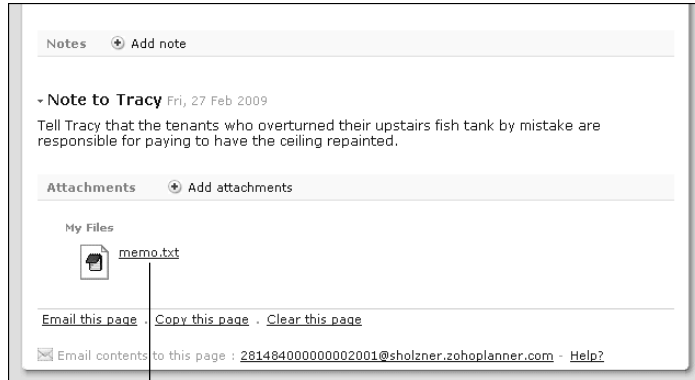 Notes Add note
Note to Tracy Fri, 27 Feb 2009
Tell Tracy that the tenants who overturned their upstairs fish tank by mistake are
responsible for paying to have the ceiling repainted.
Attachments Add attachments
My Files
memo.txt
Email this page . Copy this page . Clear this page
Email contents to this page : 281484000000002001@sholzner.zohoplanner.com - Help?